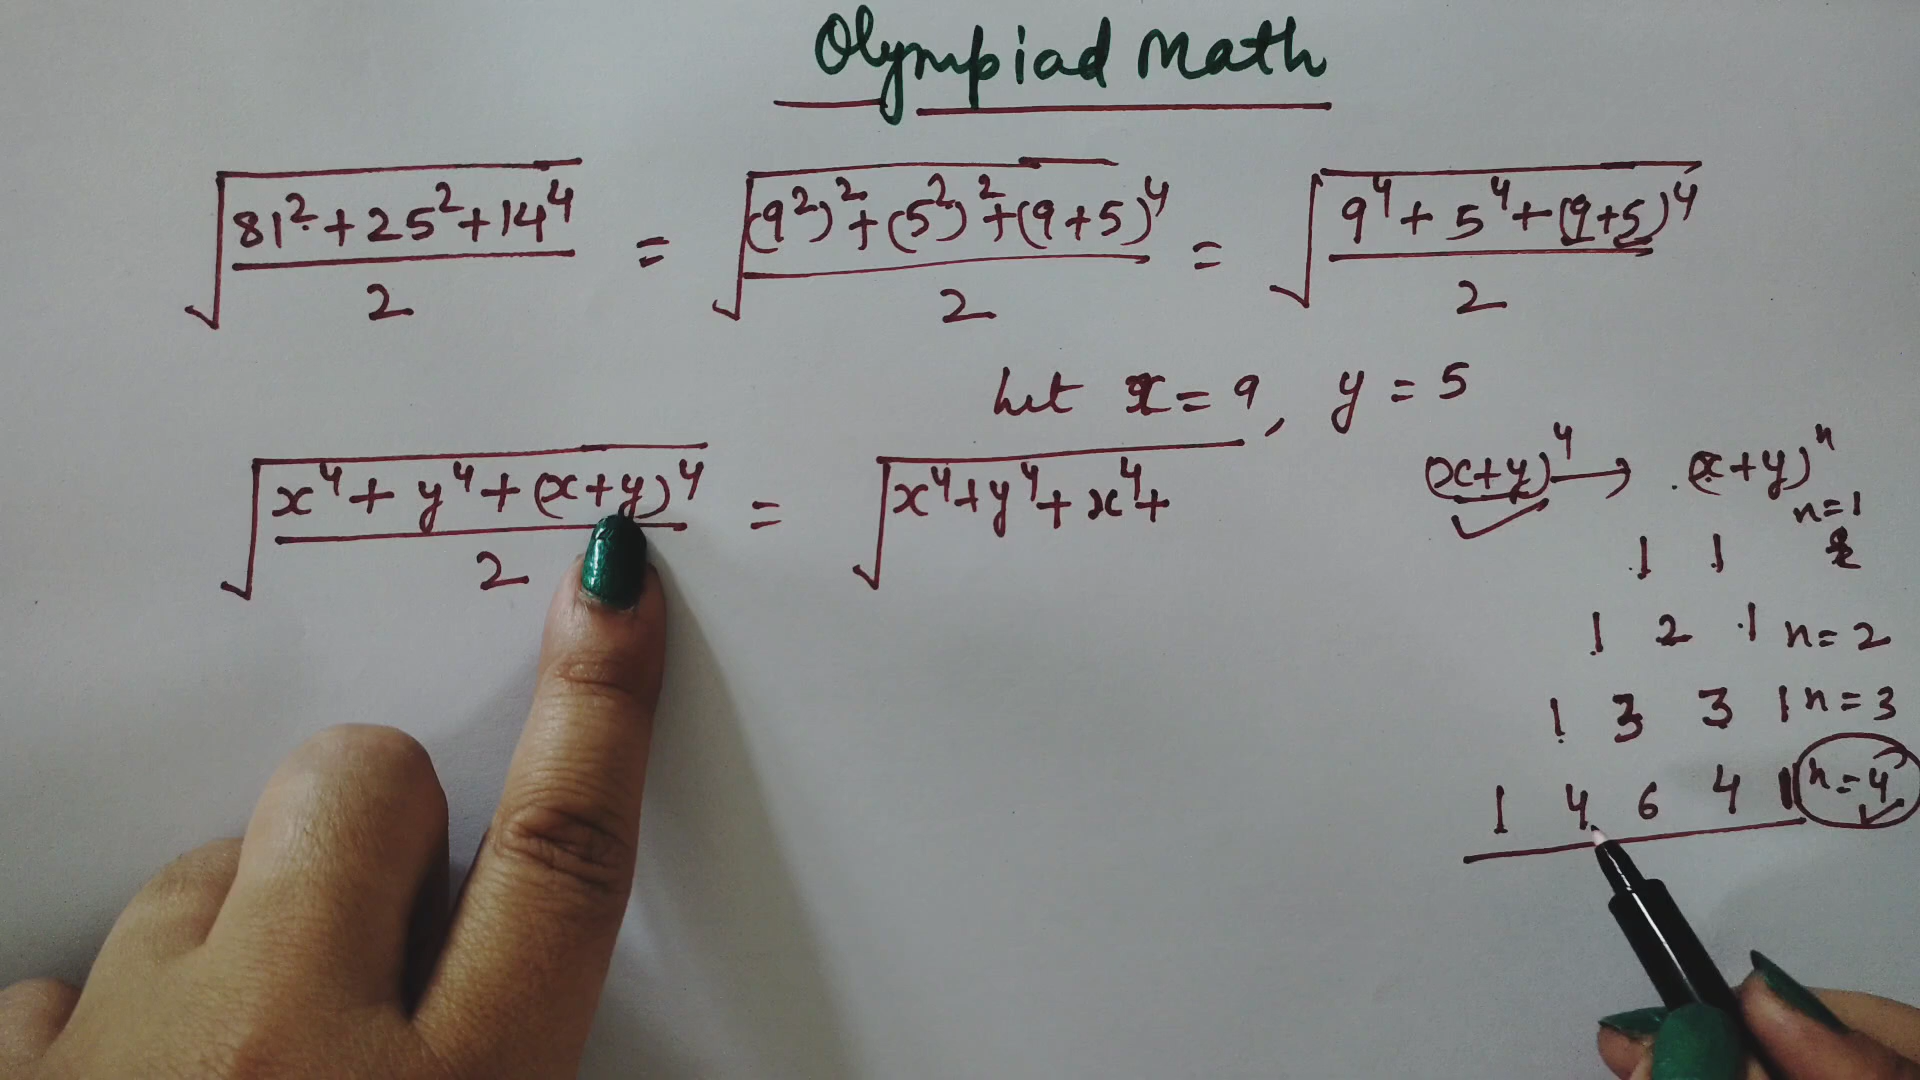 Olympiad Math
√((81² + 25² + 14⁴)/2) = √(((9²)² + (5²)² + (9+5)⁴)/2) = √((9⁴ + 5⁴ + (9+5)⁴)/2)
Let x = 9, y = 5
√((x⁴ + y⁴ + (x+y)⁴)/2) = √(x⁴ + y⁴ + x⁴ +
(x+y)⁴ → (x+y)ⁿ
n=1
1 1
1 2 1 n=2
1 3 3 1 n=3
1 4 6 4 1 n=4